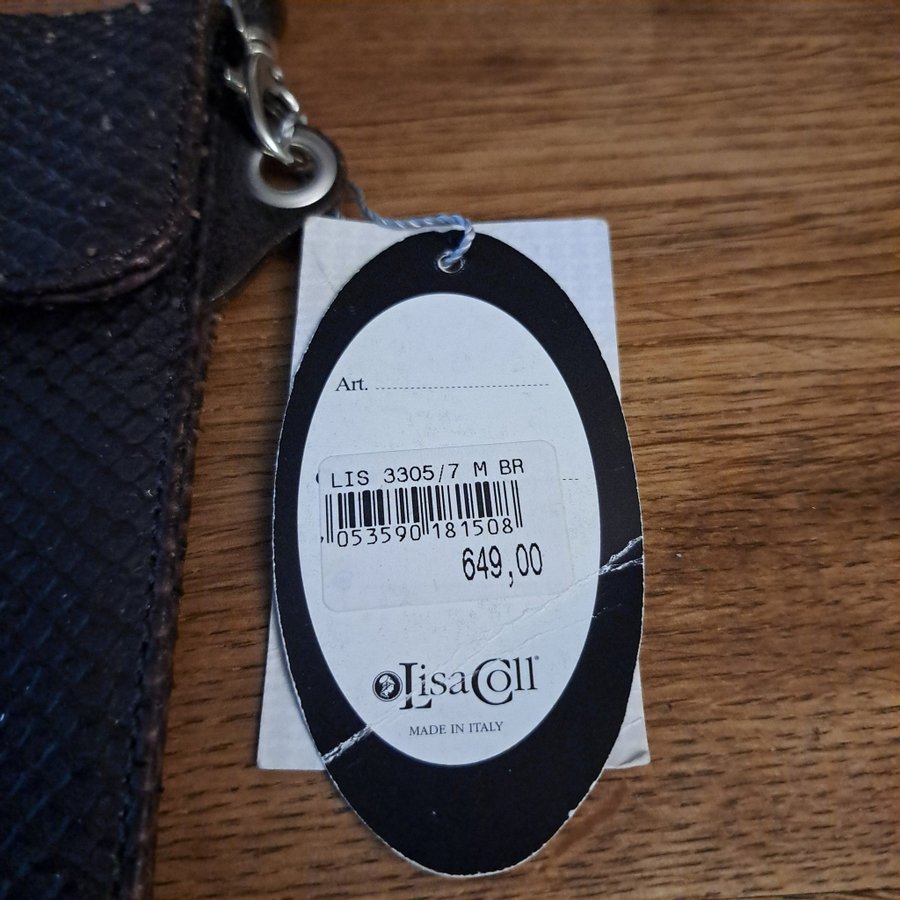 Art.
LIS 3305/7 M BR
053590 181508
649,00
LisaColl
MADE IN ITALY